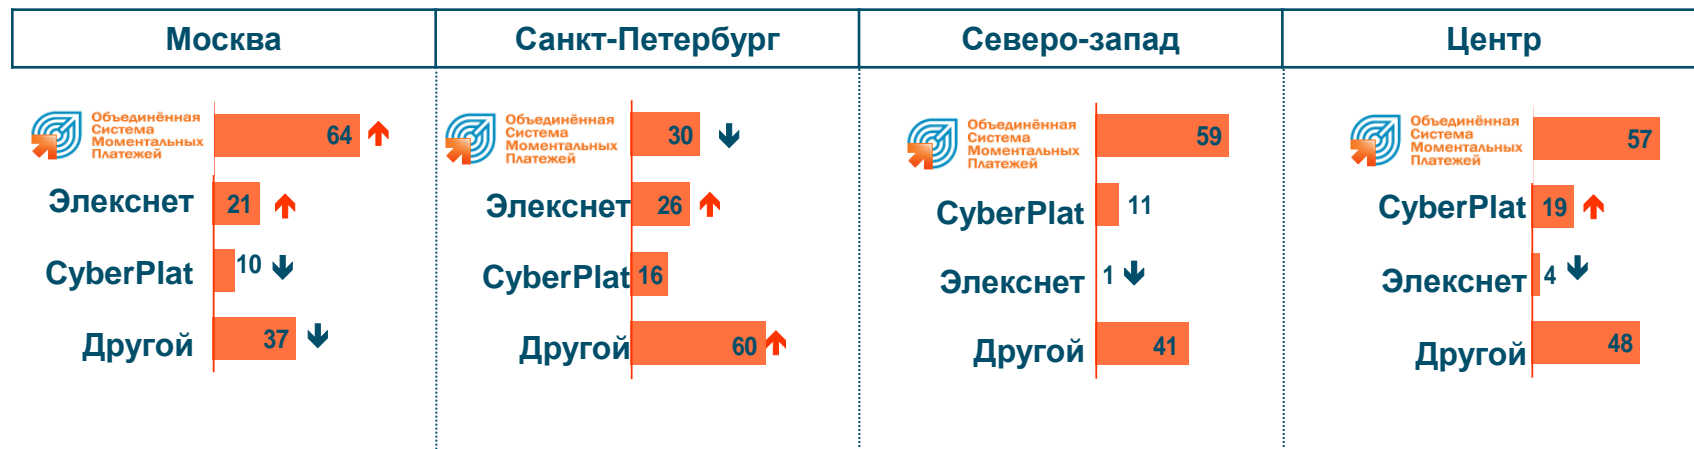 Москва
Санкт-Петербург
Северо-запад
Центр
Объединённая
Система
Моментальных
Платежей
64
Элекснет
21
CyberPlat
10
Другой
37
Объединённая
Система
Моментальных
Платежей
30
Элекснет
26
CyberPlat
16
Другой
60
Объединённая
Система
Моментальных
Платежей
59
CyberPlat
11
Элекснет
1
Другой
41
Объединённая
Система
Моментальных
Платежей
57
CyberPlat
19
Элекснет
4
Другой
48